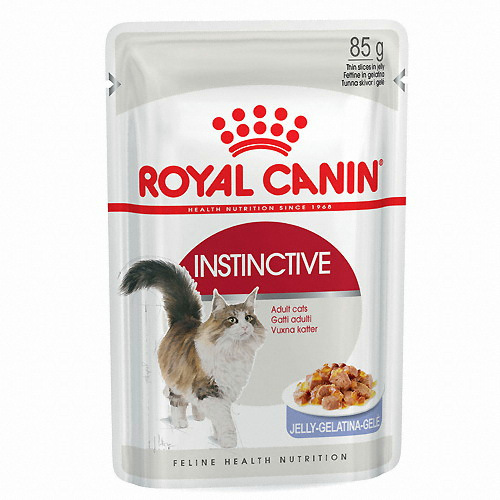 85g
Thin slices in jelly
Fettine in gelatina
Tunna skivor i gelé
ROYAL CANIN®
HEALTH NUTRITION SINCE 1968
INSTINCTIVE
Adult cats
Gatti adulti
Vuxna katter
JELLY-GELATINA-GELÉ
FELINE HEALTH NUTRITION